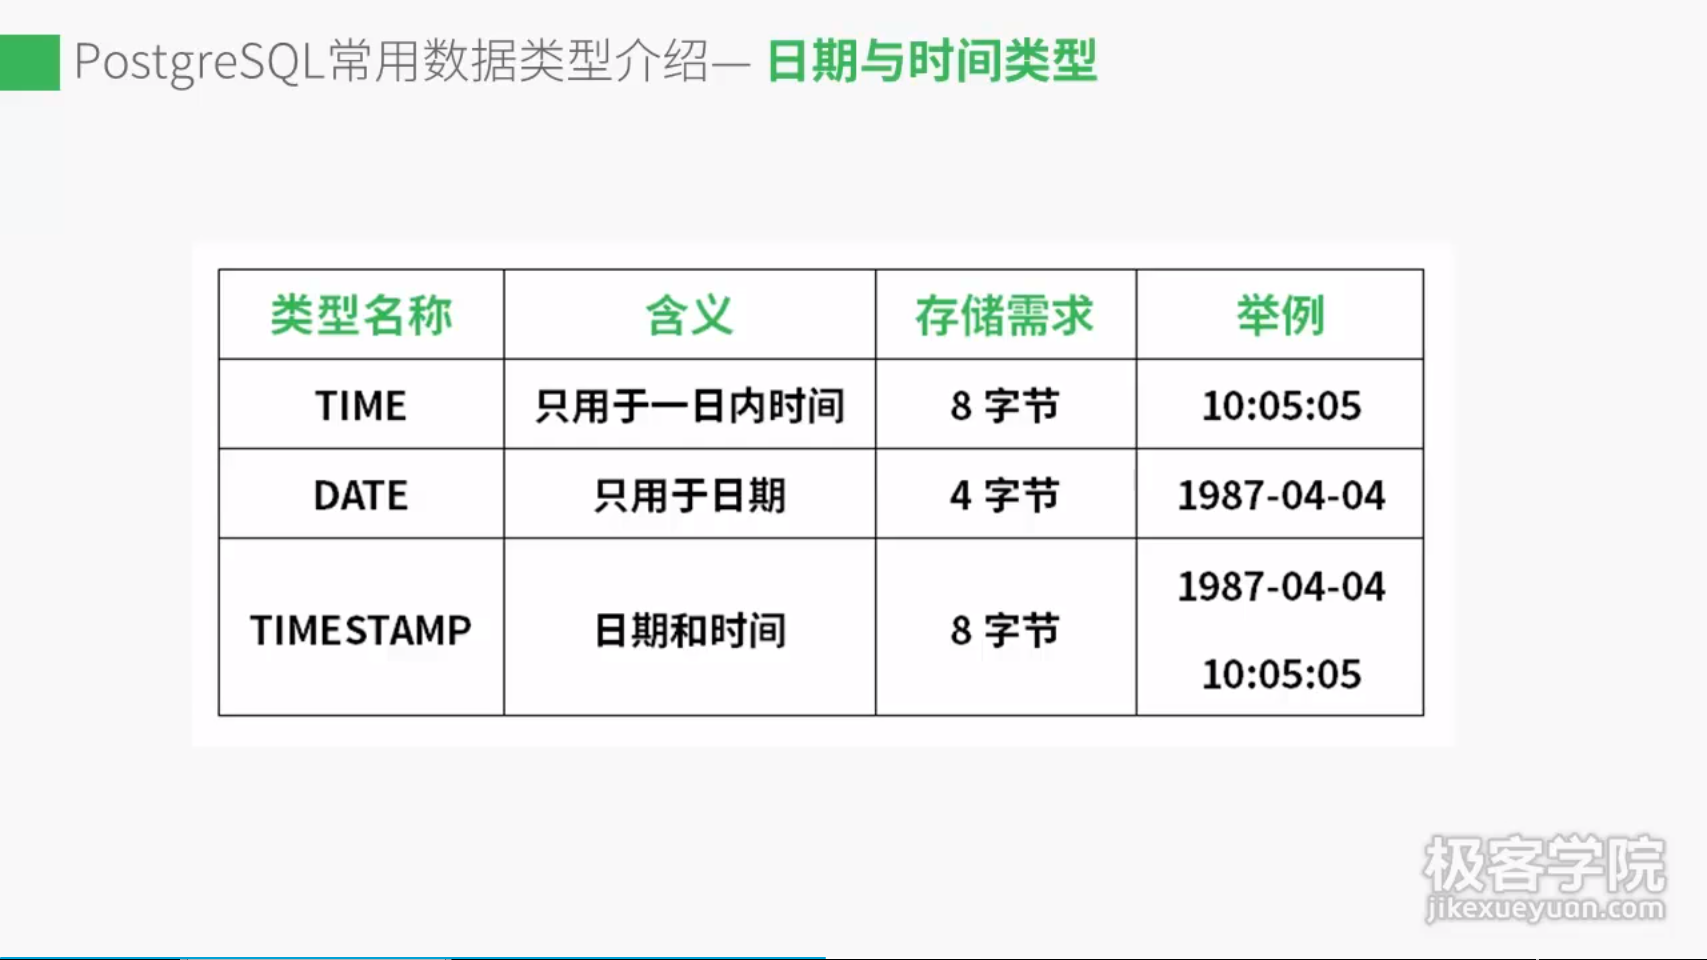 PostgreSQL常用数据类型介绍— 日期与时间类型
类型名称 含义 存储需求 举例
TIME 只用于一日内时间 8 字节 10:05:05
DATE 只用于日期 4 字节 1987-04-04
TIMESTAMP 日期和时间 8 字节 1987-04-04
10:05:05
极客学院
jikexueyuan.com